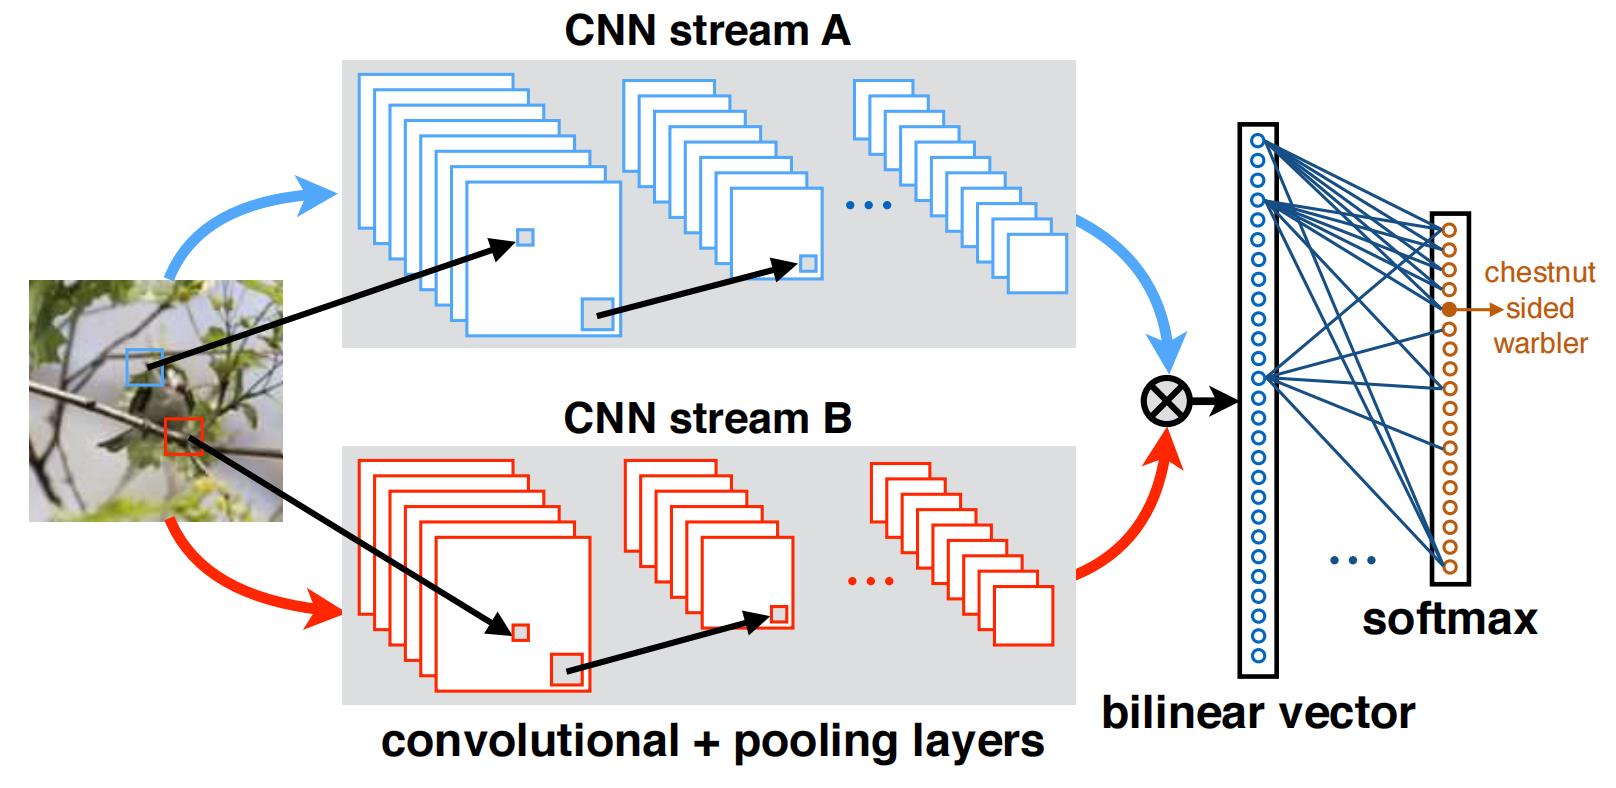 CNN stream A
CNN stream B
convolutional + pooling layers
bilinear vector
softmax
chestnut
sided
warbler